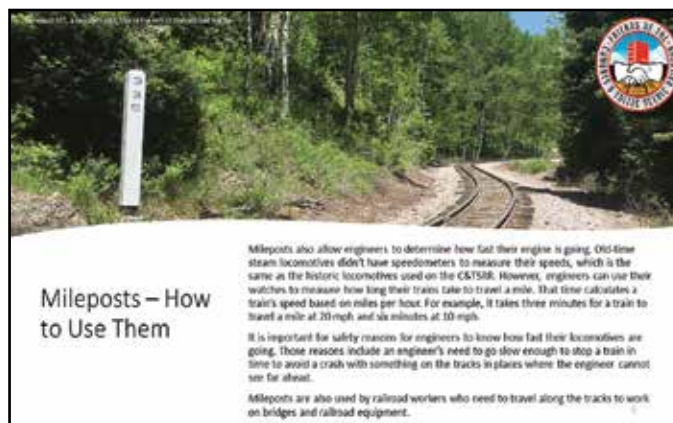 FRIENDS OF THE
Mileposts – How
to Use Them
Mileposts also allow engineers to determine how fast their engine is going. Old-time
steam locomotives didn't have speedometers to measure their speeds, which is the
same as the historic locomotives used on the C&TSRR. However, engineers can use their
watches to measure how long their trains take to travel a mile. That time calculates a
train's speed based on miles per hour. For example, it takes three minutes for a train to
travel a mile at 20 mph and six minutes at 10 mph.
It is important for safety reasons for engineers to know how fast their locomotives are
going. Those reasons include an engineer's need to go slow enough to stop a train in
time to avoid a crash with something on the tracks in places where the engineer cannot
see far ahead.
Mileposts are also used by railroad workers who need to travel along the tracks to work
on bridges and railroad equipment.